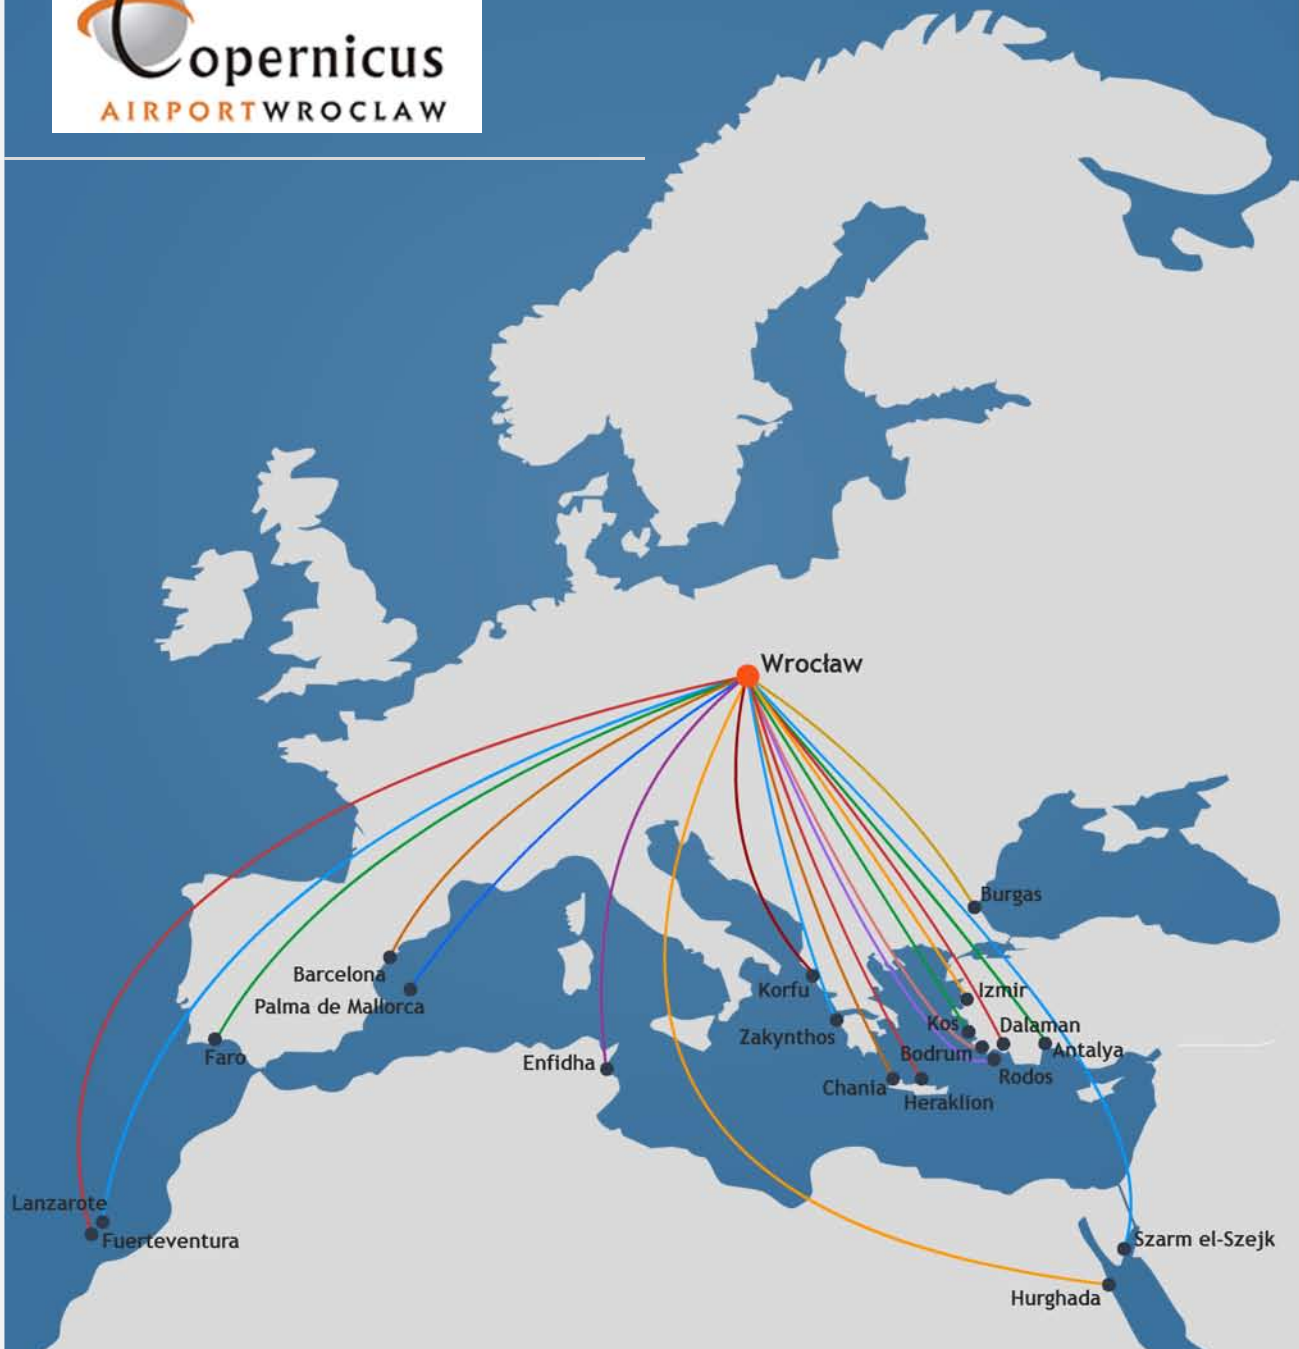 Copernicus
AIRPORTWROCLAW
Wrocław
Burgas
Barcelona
Palma de Mallorca
Korfu
Izmir
Zakynthos
Kos
Dalaman
Faro
Enfidha
Bodrum
Antalya
Chania
Rodos
Heraklion
Lanzarote
Fuerteventura
Szarm el-Szejk
Hurghada